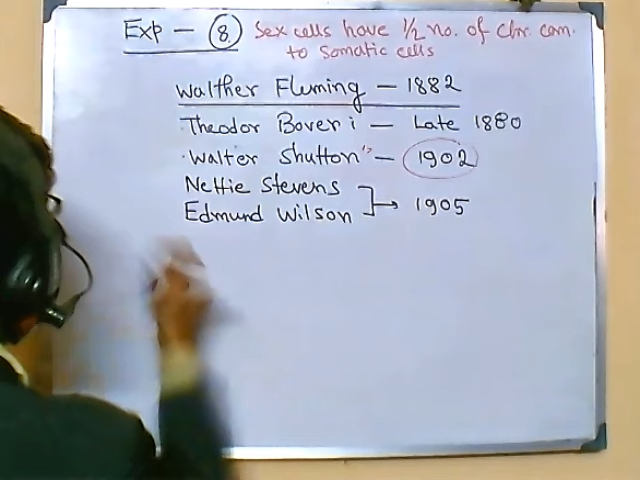 Exp - 8 Sex cells have 1/2 no. of Chr. com.
to Somatic cells
Walther Fleming - 1882
Theodor Boveri - Late 1880
Walter Shutton - 1902
Nettie Stevens
Edmund Wilson → 1905